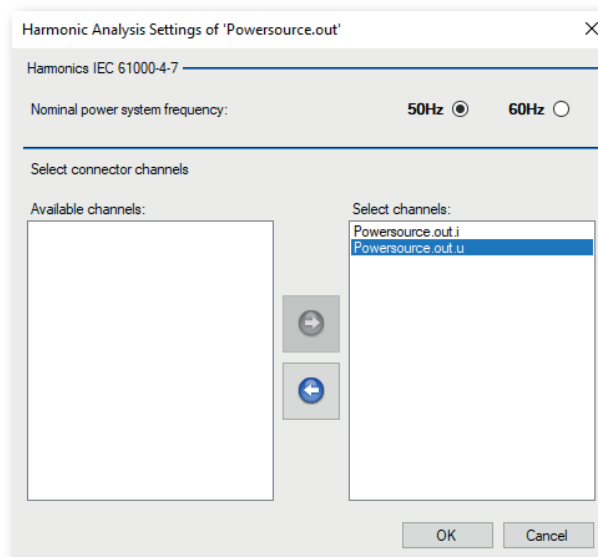 Harmonic Analysis Settings of 'Powersource.out'
Harmonics IEC 61000-4-7
Nominal power system frequency: 50Hz 60Hz
Select connector channels
Available channels: Select channels:
Powersource.out.i
Powersource.out.u
OK Cancel